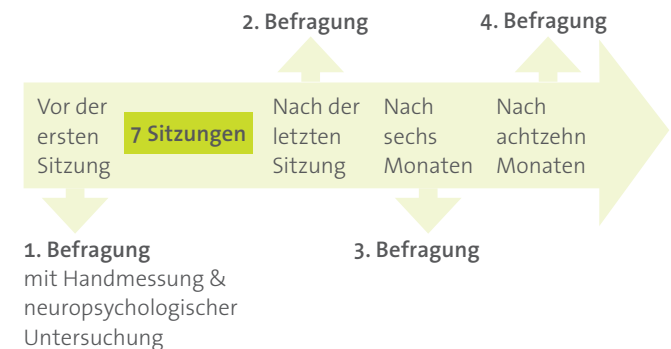 2. Befragung
4. Befragung
Vor der
ersten
Sitzung
7 Sitzungen
Nach der
letzten
Sitzung
Nach
sechs
Monaten
Nach
achtzehn
Monaten
1. Befragung
mit Handmessung &
neuropsychologischer
Untersuchung
3. Befragung